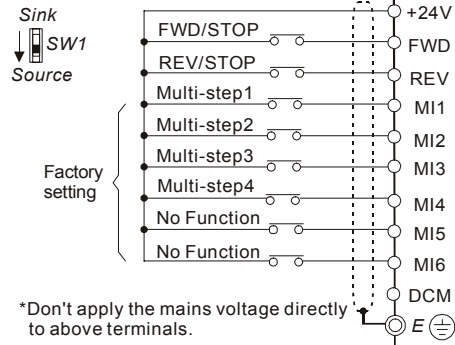 Sink
SW1
Source
+24V
FWD/STOP
FWD
REV/STOP
REV
Multi-step1
MI1
Multi-step2
MI2
Multi-step3
MI3
Factory
setting
Multi-step4
MI4
No Function
MI5
No Function
MI6
DCM
*Don't apply the mains voltage directly
to above terminals.
E